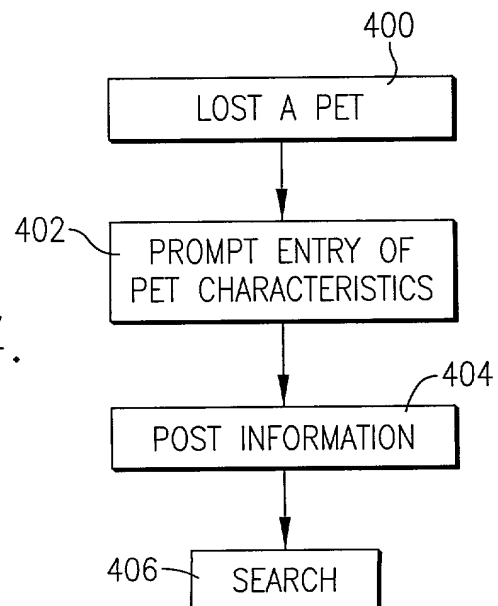 400
LOST A PET
402
PROMPT ENTRY OF
PET CHARACTERISTICS
404
POST INFORMATION
406
SEARCH